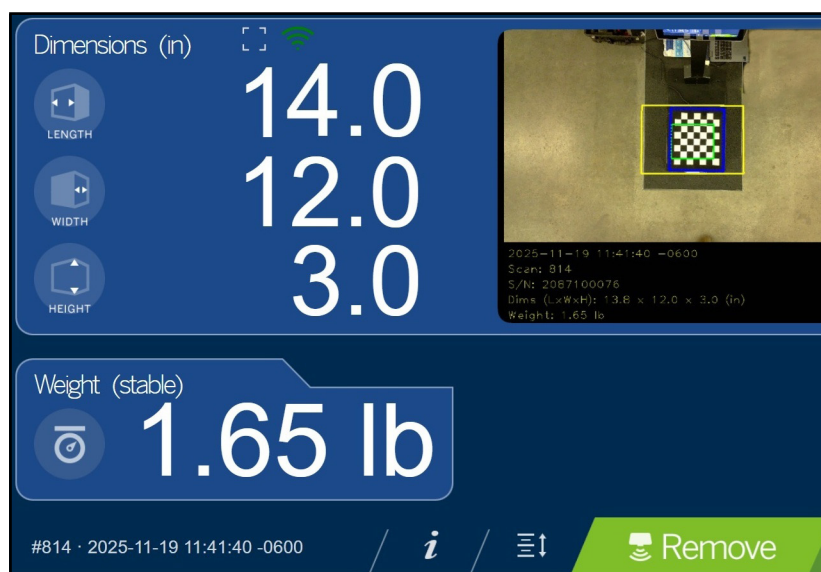 Dimensions (in)
LENGTH
14.0
WIDTH
12.0
HEIGHT
3.0
2025-11-19 11:41:40 -0600
Scan: 814
S/N: 2087100076
Dims (LxWxH): 13.8 x 12.0 x 3.0 (in)
Weight: 1.65 lb
Weight (stable)
1.65 lb
#814 · 2025-11-19 11:41:40 -0600
i
Remove